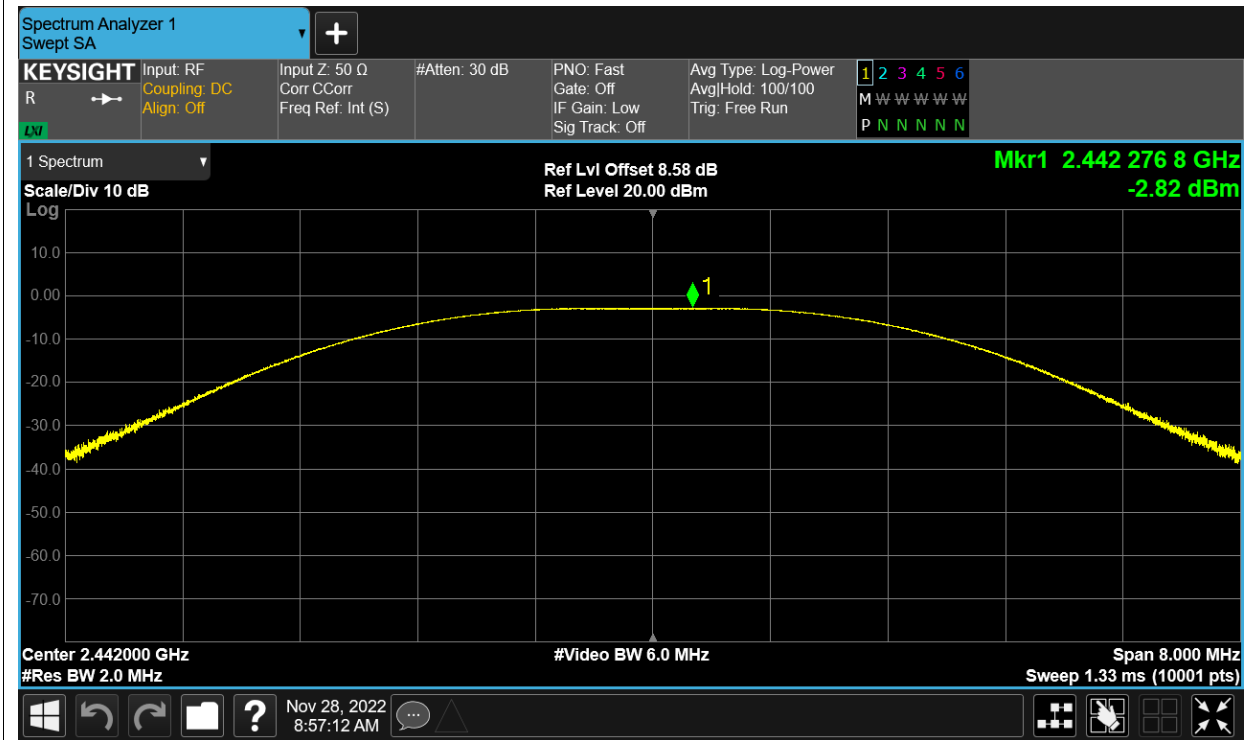 Spectrum Analyzer 1
Swept SA
KEYSIGHT
R
LXI
Input: RF
Coupling: DC
Align: Off
Input Z: 50 Ω
Corr CCorr
Freq Ref: Int (S)
#Atten: 30 dB
PNO: Fast
Gate: Off
IF Gain: Low
Sig Track: Off
Avg Type: Log-Power
Avg|Hold: 100/100
Trig: Free Run
1 2 3 4 5 6
M W W W W W
P N N N N N
1 Spectrum
Scale/Div 10 dB
Ref Lvl Offset 8.58 dB
Ref Level 20.00 dBm
Mkr1 2.442 276 8 GHz
-2.82 dBm
Log
10.0
0.00
-10.0
-20.0
-30.0
-40.0
-50.0
-60.0
-70.0
1
Center 2.442000 GHz
#Video BW 6.0 MHz
Span 8.000 MHz
#Res BW 2.0 MHz
Sweep 1.33 ms (10001 pts)
?
Nov 28, 2022
8:57:12 AM